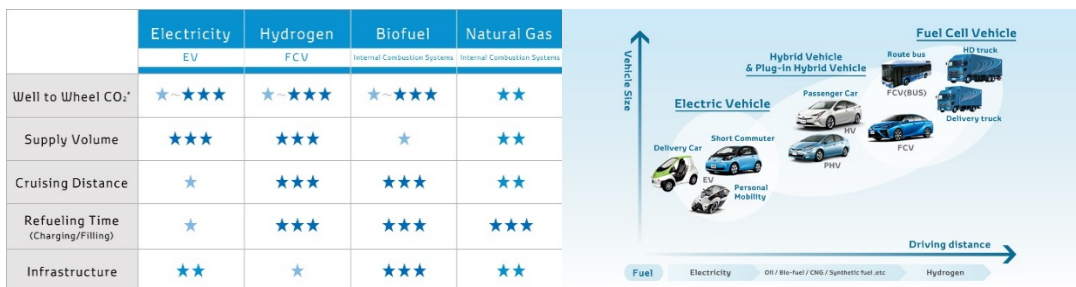 Electricity Hydrogen Biofuel Natural Gas
EV FCV Internal Combustion Systems Internal Combustion Systems
Well to Wheel CO₂* ★~★★★ ★~★★★ ★~★★★ ★★
Supply Volume ★★★ ★★★ ★ ★★
Cruising Distance ★ ★★★ ★★★ ★★
Refueling Time ★ ★★★ ★★★ ★★★
(Charging/Filling)
Infrastructure ★★ ★ ★★★ ★★
Vehicle Size
Fuel Cell Vehicle
Route bus
HD truck
FCV(BUS)
Delivery truck
FCV
Hybrid Vehicle
& Plug-in Hybrid Vehicle
Passenger Car
HV
PHV
Electric Vehicle
Delivery Car
Short Commuter
EV
Personal
Mobility
Driving distance
Fuel Electricity Oil / Bio-fuel / CNG / Synthetic fuel .etc Hydrogen